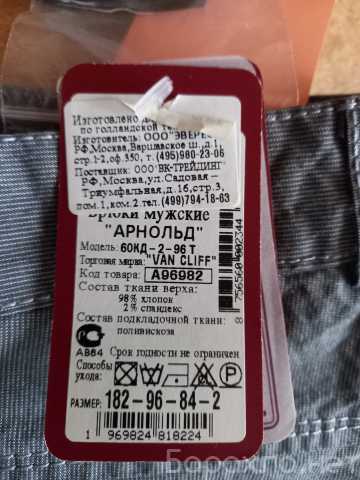 Изготовлено
по голландской
Изготовитель: ООО "ЭВЕРЕС
РФ,Москва, Варшавское ш.,д.1,
стр.1-2,оф.350, т.(495)980-23-06
Поставщик: ООО"ВК-ТРЕЙДИНГ"
РФ,Москва,ул.Садовая -
Триумфальная,д.16,стр.3,
пом.1,ком.2 тел.(499)794-18-63
Брюки мужские
"АРНОЛЬД"
Модель: 60КД-2-96 Т
Торговая марка: "VAN CLIFF"
Код товара: А96982
Состав ткани верха:
98% хлопок
2% спандекс
Состав подкладочной ткани:
поливискоза
АВ64 Срок годности не ограничен
Способы
ухода:
РАЗМЕР: 182-96-84-2
1 969824 818224
Барахло.net